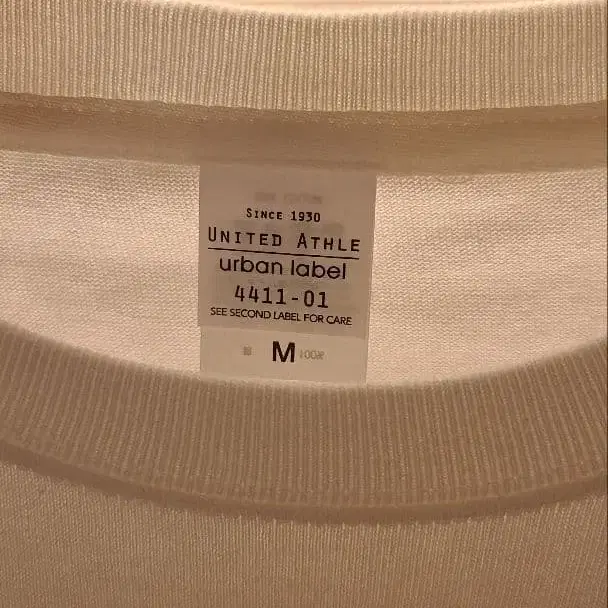 SINCE 1930
UNITED ATHLE
urban label
4411-01
SEE SECOND LABEL FOR CARE
M